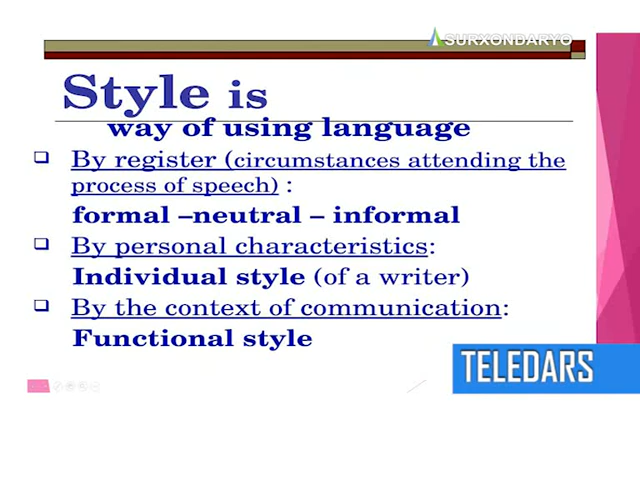 SURXONDARYO
Style is
way of using language
❑ By register (circumstances attending the
process of speech) :
formal –neutral – informal
❑ By personal characteristics:
Individual style (of a writer)
❑ By the context of communication:
Functional style
TELEDARS